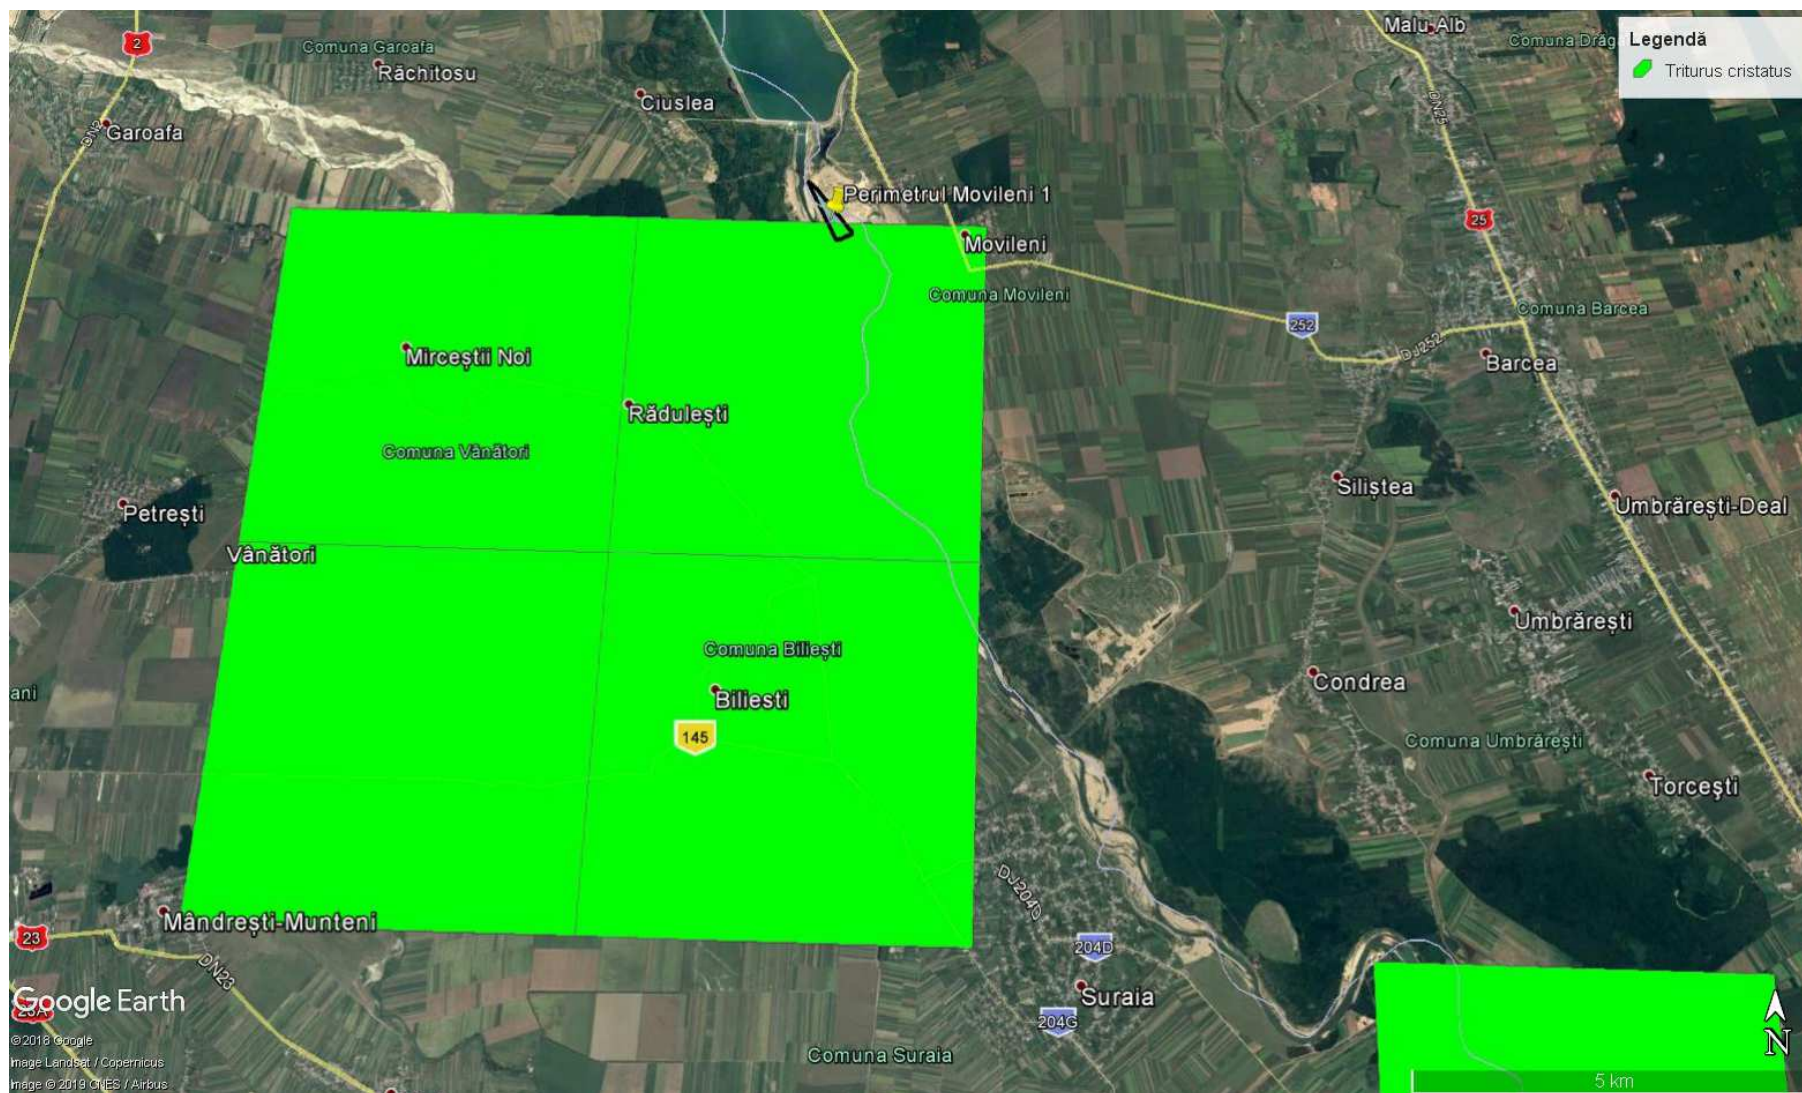 Malu Alb
2
Comuna Garoafa
Comuna Drăg
Legendă
Răchitosu
Triturus cristatus
Ciuslea
DN25
DN2
Garoafa
Perimetrul Movileni 1
25
Movileni
Comuna Movileni
Comuna Barcea
252
DJ252
Mirceștii Noi
Barcea
Rădulești
Comuna Vânători
Siliștea
Umbrărești-Deal
Petrești
Vânători
Umbrărești
Comuna Biliești
Condrea
ani
Biliesti
145
Comuna Umbrărești
Torcești
DJ204G
Mândrești-Munteni
23
204D
DN23
Suraia
Google Earth
23A
204G
©2018 Google
Image Landsat / Copernicus
Comuna Suraia
N
5 km
Image © 2019 CNES / Airbus